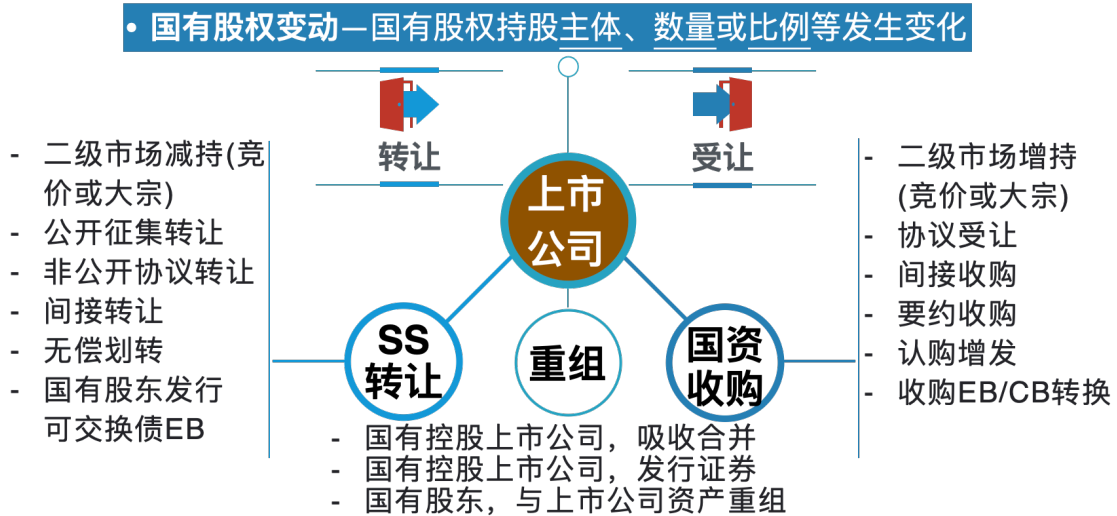 • 国有股权变动—国有股权持股主体、数量或比例等发生变化
转让
受让
上市
公司
- 二级市场减持(竞
价或大宗)
- 公开征集转让
- 非公开协议转让
- 间接转让
- 无偿划转
- 国有股东发行
可交换债EB
SS
转让
重组
国资
收购
- 二级市场增持
(竞价或大宗)
- 协议受让
- 间接收购
- 要约收购
- 认购增发
- 收购EB/CB转换
- 国有控股上市公司，吸收合并
- 国有控股上市公司，发行证券
- 国有股东，与上市公司资产重组